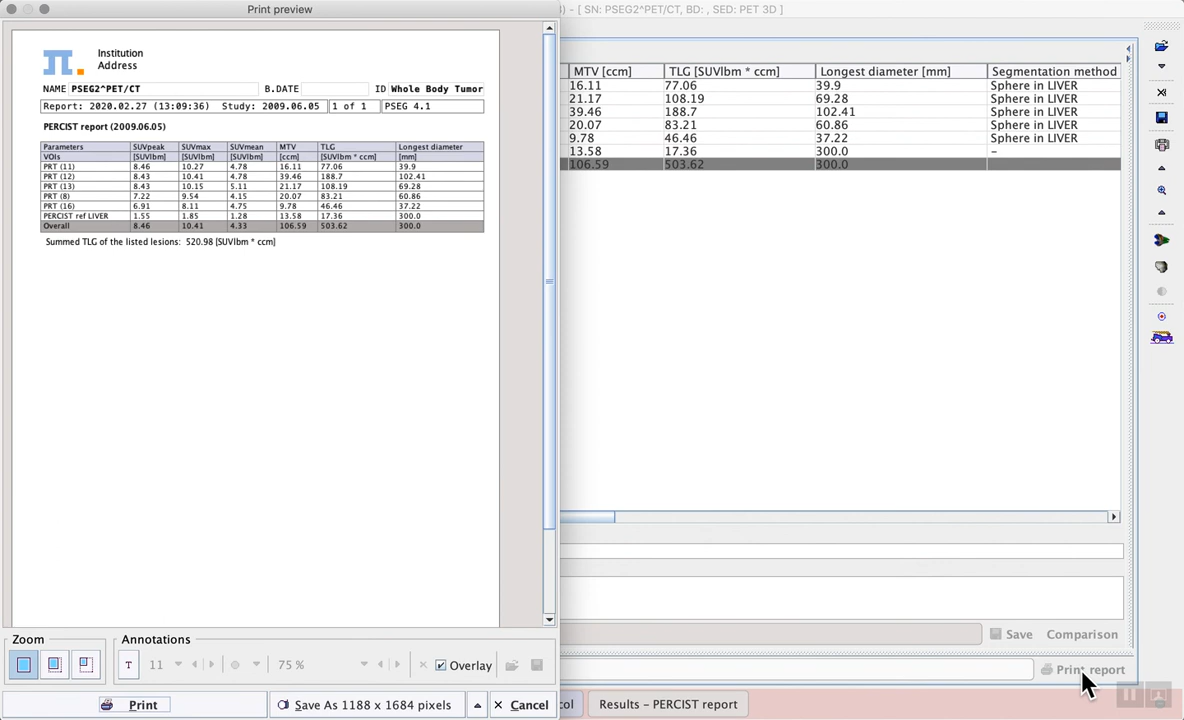 Print preview
3) - [ SN: PSEG2^PET/CT, BD: , SED: PET 3D ]
Institution
Address
NAME PSEG2^PET/CT B.DATE ID Whole Body Tumor
Report: 2020.02.27 (13:09:36) Study: 2009.06.05 1 of 1 PSEG 4.1
PERCIST report (2009.06.05)
Parameters SUVpeak SUVmax SUVmean MTV TLG Longest diameter
VOIs [SUVlbm] [SUVlbm] [SUVlbm] [ccm] [SUVlbm * ccm] [mm]
PRT (11) 8.46 10.27 4.78 16.11 77.06 39.9
PRT (12) 8.43 10.41 4.78 39.46 188.7 102.41
PRT (13) 8.43 10.15 5.11 21.17 108.19 69.28
PRT (8) 7.22 9.54 4.15 20.07 83.21 60.86
PRT (16) 6.91 8.11 4.75 9.78 46.46 37.22
PERCIST ref LIVER 1.55 1.85 1.28 13.58 17.36 300.0
Overall 8.46 10.41 4.33 106.59 503.62 300.0
Summed TLG of the listed lesions: 520.98 [SUVlbm * ccm]
MTV [ccm] TLG [SUVlbm * ccm] Longest diameter [mm] Segmentation method
16.11 77.06 39.9 Sphere in LIVER
21.17 108.19 69.28 Sphere in LIVER
39.46 188.7 102.41 Sphere in LIVER
20.07 83.21 60.86 Sphere in LIVER
9.78 46.46 37.22 Sphere in LIVER
13.58 17.36 300.0 -
106.59 503.62 300.0
Save Comparison
Print report
Zoom Annotations
T 11 75 % Overlay
Print Save As 1188 x 1684 pixels Cancel
col Results - PERCIST report